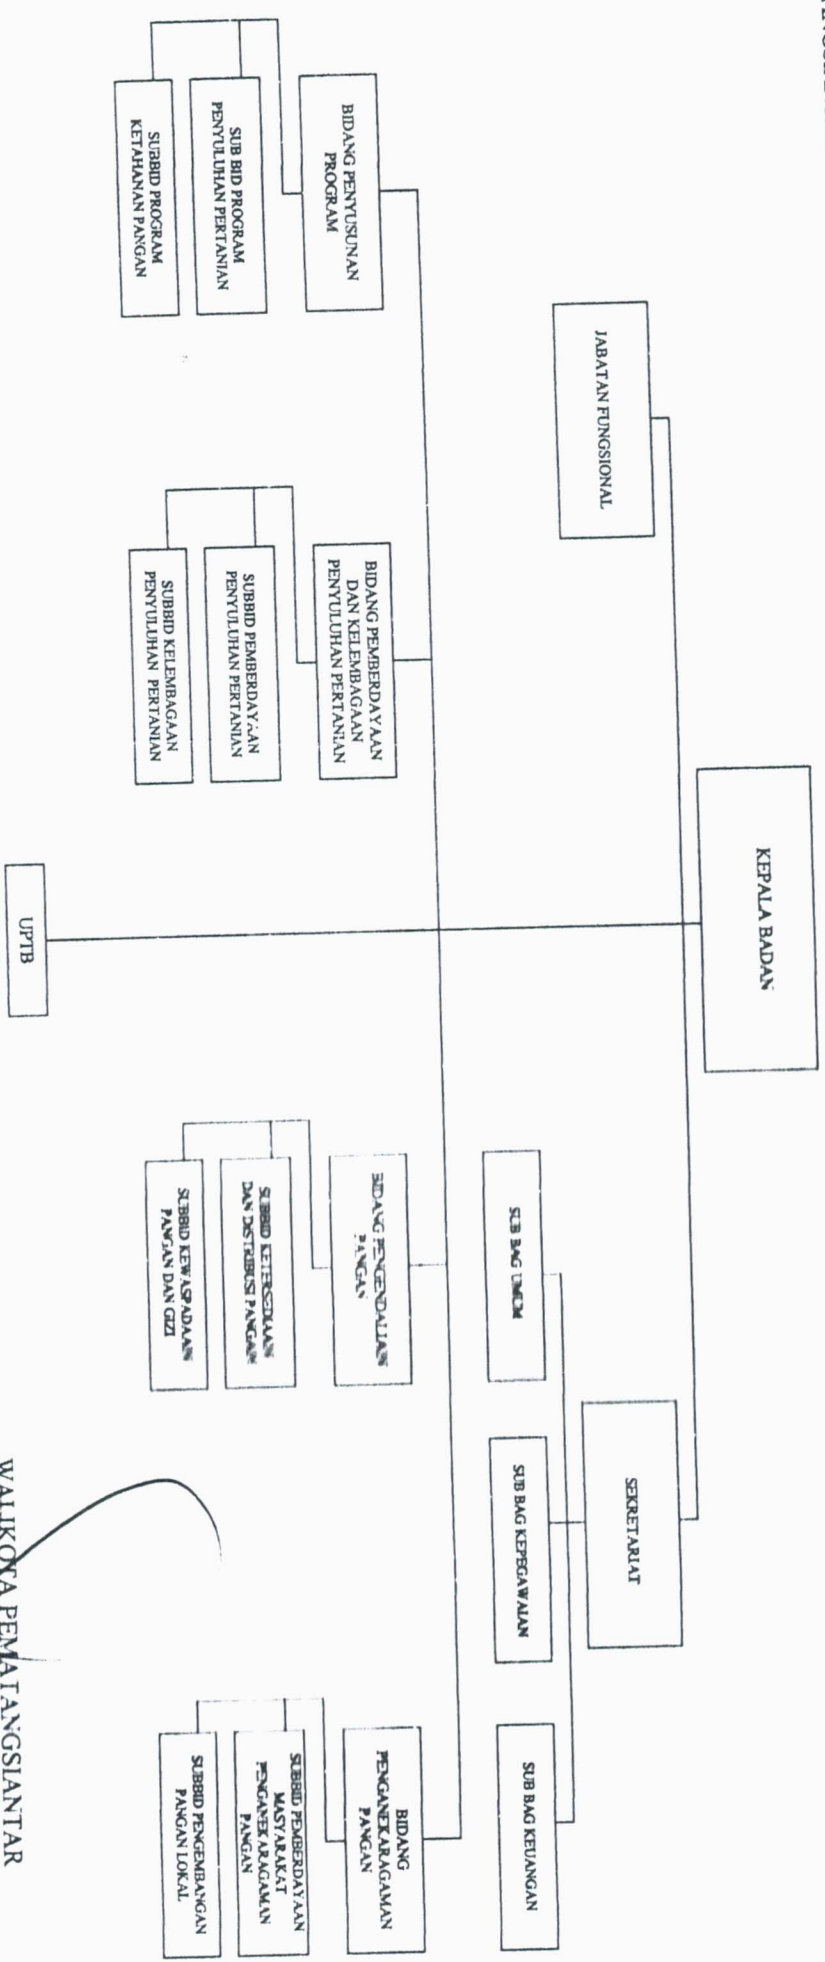 KEPALA BADAN
JABATAN FUNGSIONAL
SEKRETARIAT
SUB BAG UMUM
SUB BAG KEPEGAWAIAN
SUB BAG KEUANGAN
BIDANG PENYUSUNAN
PROGRAM
SUB BID PROGRAM
PENYULUHAN PERTANIAN
SUBBID PROGRAM
KETAHANAN PANGAN
BIDANG PEMBERDAYAAN
DAN KELEMBAGAAN
PENYULUHAN PERTANIAN
SUBBID PEMBERDAYAAN
PENYULUHAN PERTANIAN
SUBBID KELEMBAGAAN
PENYULUHAN PERTANIAN
BIDANG PENGENDALIAN
PANGAN
SUBBID KETERSEDIAAN
DAN DISTRIBUSI PANGAN
SUBBID KEWASPADAAN
PANGAN DAN GIZI
BIDANG
PENGANEKARAGAMAN
PANGAN
SUBBID PEMBERDAYAAN
MASYARAKAT
PENGANEKARAGAMAN
PANGAN
SUBBID PENGEMBANGAN
PANGAN LOKAL
UPTB
WALIKOTA PEMATANGSIANTAR